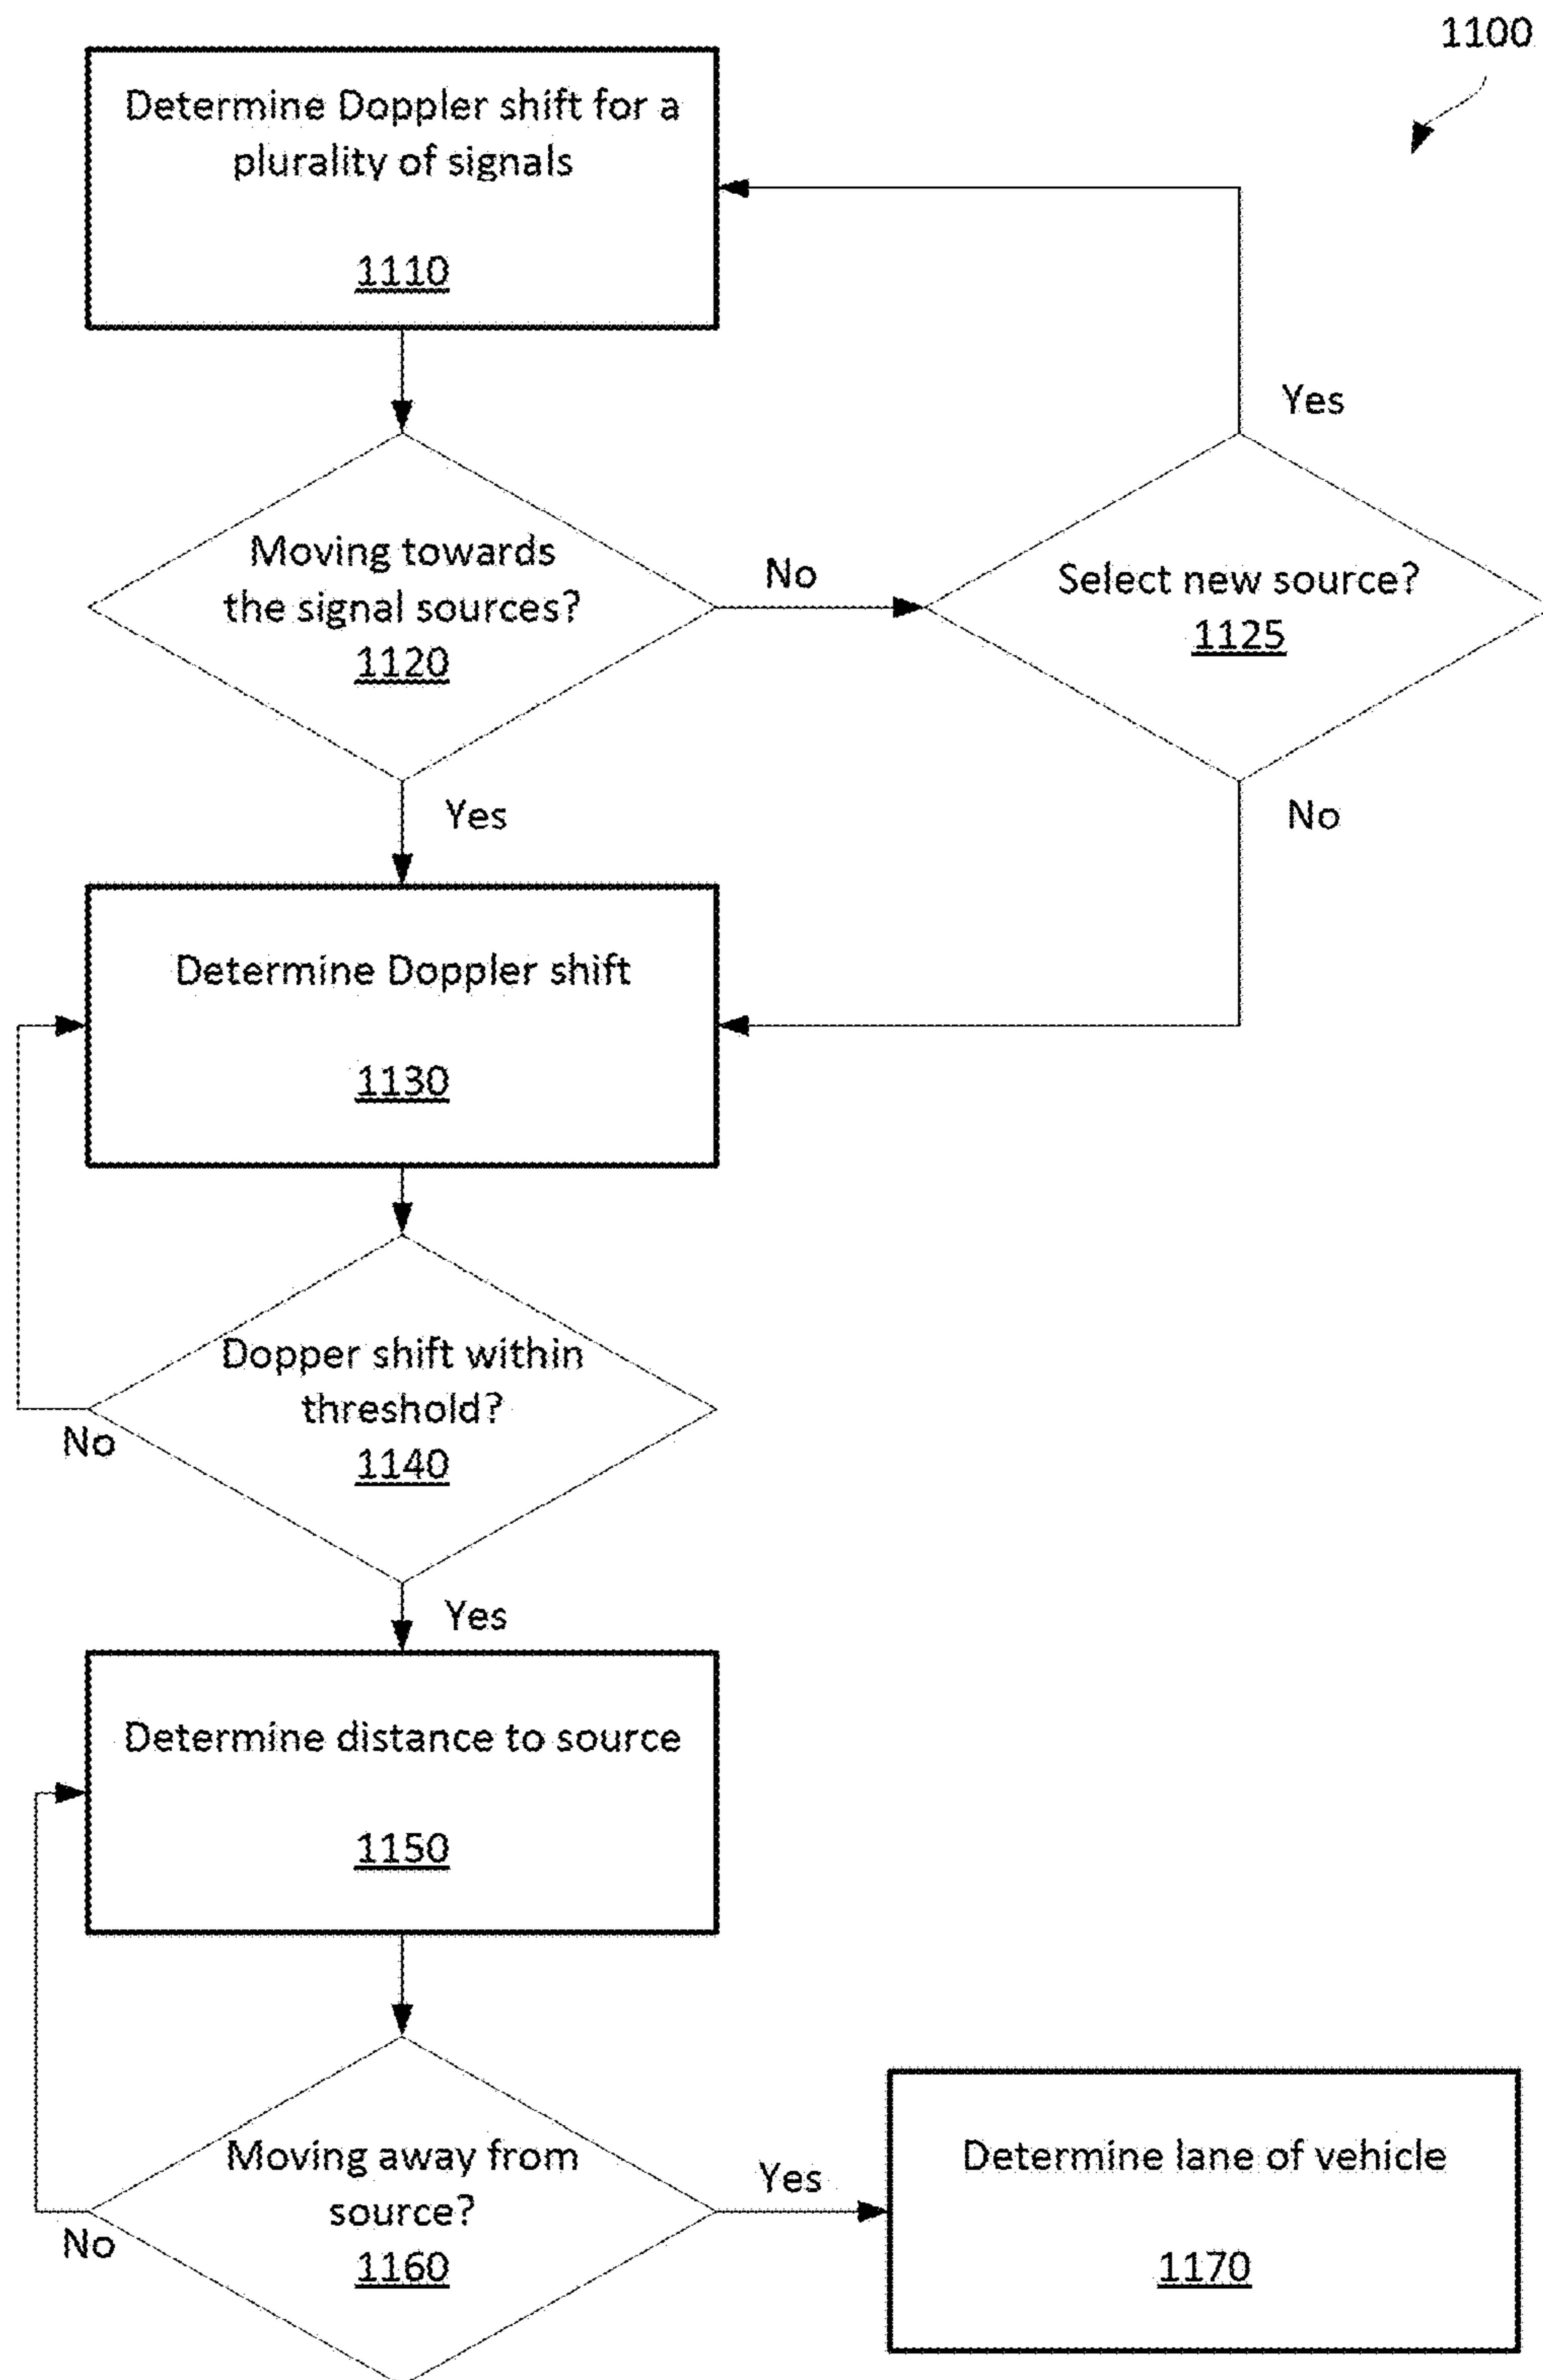 1100
Determine Doppler shift for a
plurality of signals
1110
Yes
Moving towards
the signal sources?
1120
No
Select new source?
1125
Yes
No
Determine Doppler shift
1130
Dopper shift within
threshold?
1140
No
Yes
Determine distance to source
1150
Moving away from
source?
1160
No
Yes
Determine lane of vehicle
1170